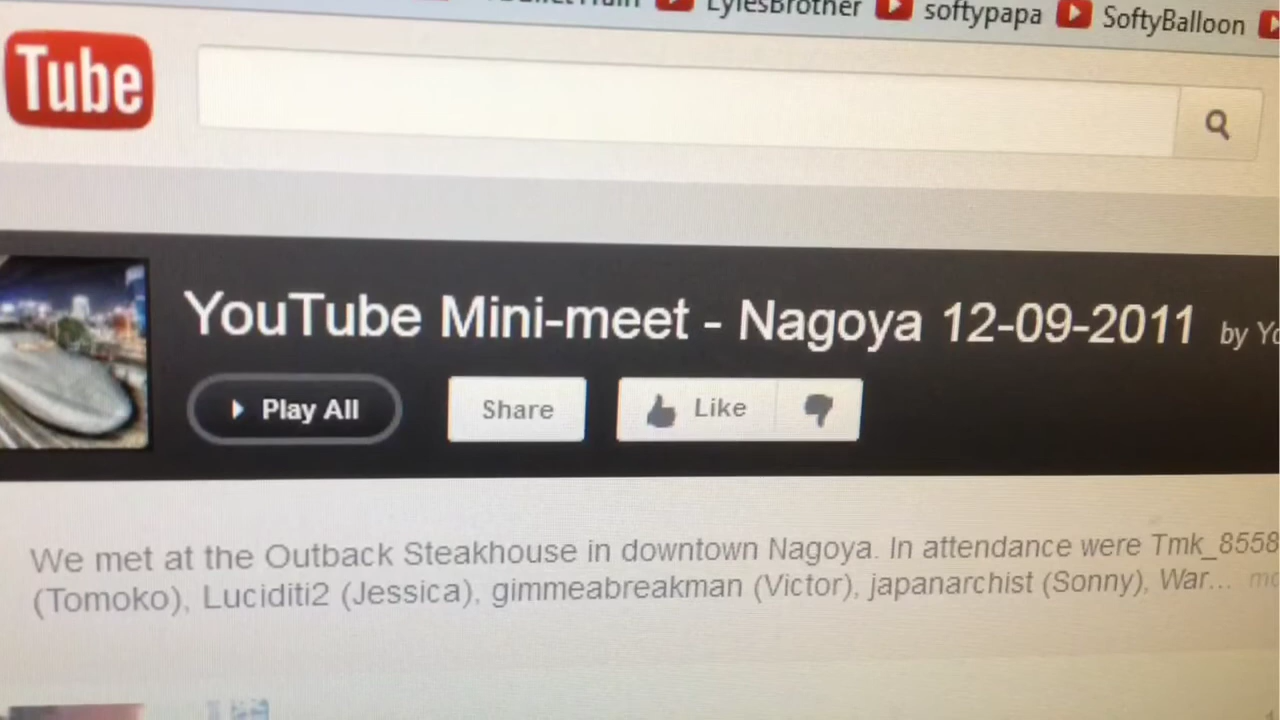 LylesBrother softypapa SoftyBalloon
Tube
YouTube Mini-meet - Nagoya 12-09-2011 by Yo
Play All Share Like
We met at the Outback Steakhouse in downtown Nagoya. In attendance were Tmk_8558
(Tomoko), Luciditi2 (Jessica), gimmeabreakman (Victor), japanarchist (Sonny), War...